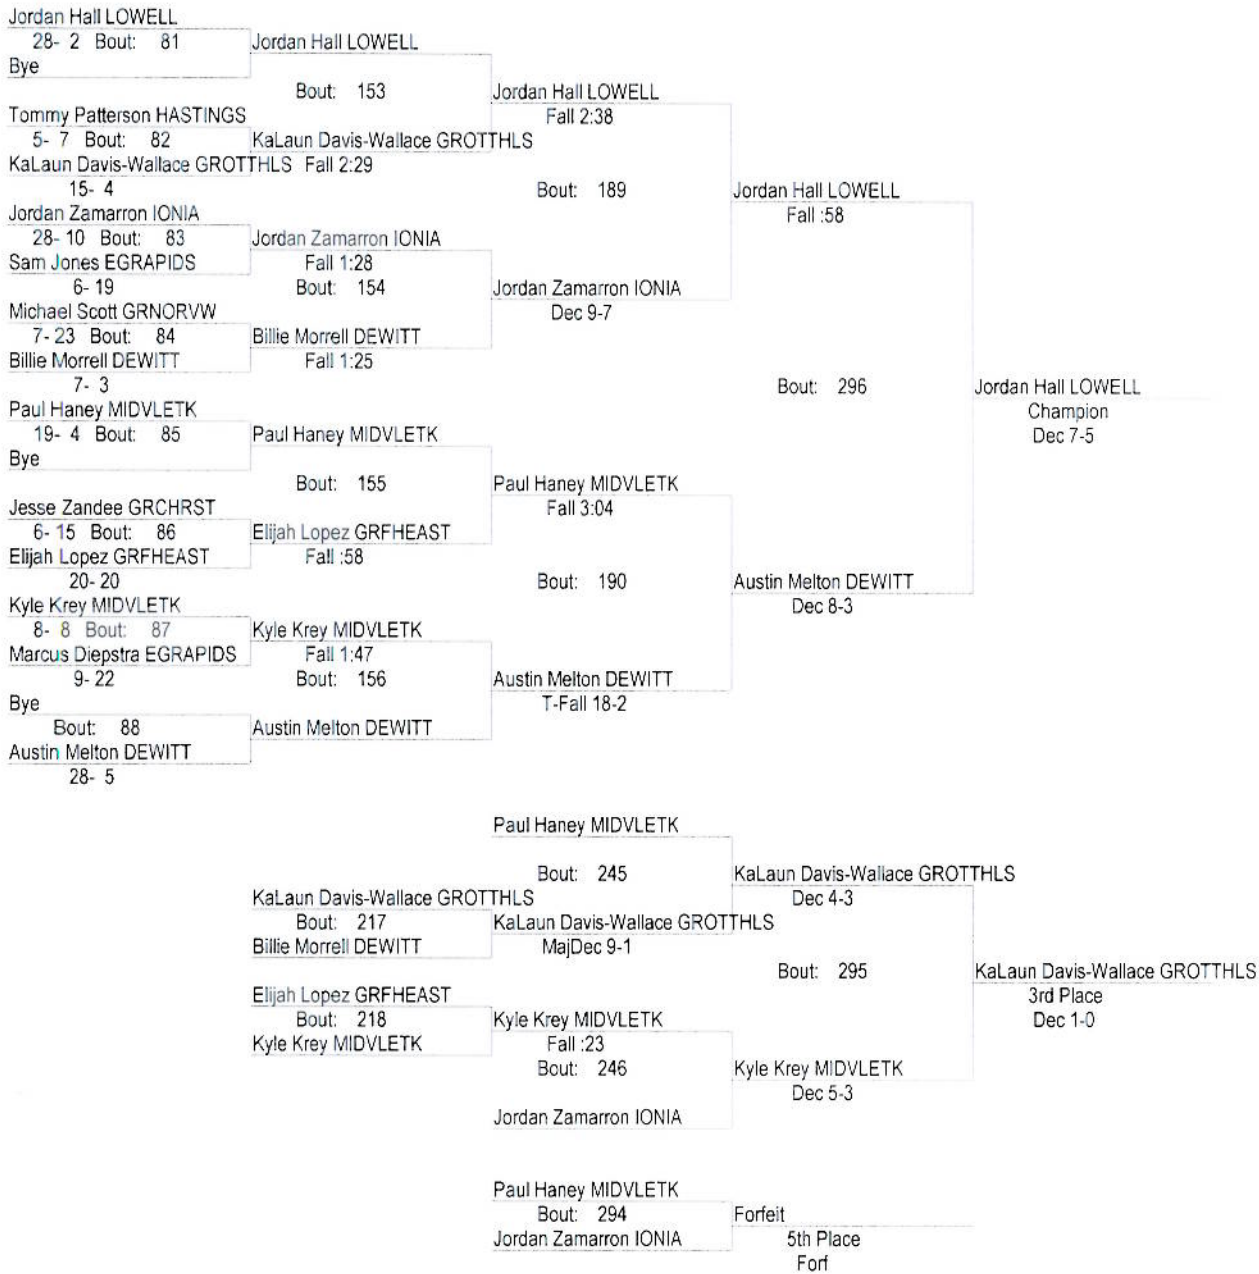 Jordan Hall LOWELL
28- 2 Bout: 81
Bye
Jordan Hall LOWELL
Bout: 153
Tommy Patterson HASTINGS
5- 7 Bout: 82
KaLaun Davis-Wallace GROTTHLS
15- 4
KaLaun Davis-Wallace GROTTHLS
Fall 2:29
Jordan Hall LOWELL
Fall 2:38
Bout: 189
Jordan Zamarron IONIA
28- 10 Bout: 83
Sam Jones EGRAPIDS
6- 19
Jordan Zamarron IONIA
Fall 1:28
Bout: 154
Michael Scott GRNORVW
7- 23 Bout: 84
Billie Morrell DEWITT
7- 3
Billie Morrell DEWITT
Fall 1:25
Jordan Zamarron IONIA
Dec 9-7
Jordan Hall LOWELL
Fall :58
Bout: 296
Paul Haney MIDVLETK
19- 4 Bout: 85
Bye
Paul Haney MIDVLETK
Bout: 155
Jesse Zandee GRCHRST
6- 15 Bout: 86
Elijah Lopez GRFHEAST
20- 20
Elijah Lopez GRFHEAST
Fall :58
Paul Haney MIDVLETK
Fall 3:04
Bout: 190
Kyle Krey MIDVLETK
8- 8 Bout: 87
Marcus Diepstra EGRAPIDS
9- 22
Kyle Krey MIDVLETK
Fall 1:47
Bout: 156
Bye
Bout: 88
Austin Melton DEWITT
28- 5
Austin Melton DEWITT
Austin Melton DEWITT
T-Fall 18-2
Austin Melton DEWITT
Dec 8-3
Jordan Hall LOWELL
Champion
Dec 7-5
Paul Haney MIDVLETK
Bout: 245
KaLaun Davis-Wallace GROTTHLS
Bout: 217
Billie Morrell DEWITT
KaLaun Davis-Wallace GROTTHLS
MajDec 9-1
KaLaun Davis-Wallace GROTTHLS
Dec 4-3
Bout: 295
Elijah Lopez GRFHEAST
Bout: 218
Kyle Krey MIDVLETK
Kyle Krey MIDVLETK
Fall :23
Bout: 246
Jordan Zamarron IONIA
Kyle Krey MIDVLETK
Dec 5-3
KaLaun Davis-Wallace GROTTHLS
3rd Place
Dec 1-0
Paul Haney MIDVLETK
Bout: 294
Jordan Zamarron IONIA
Forfeit
5th Place
Forf